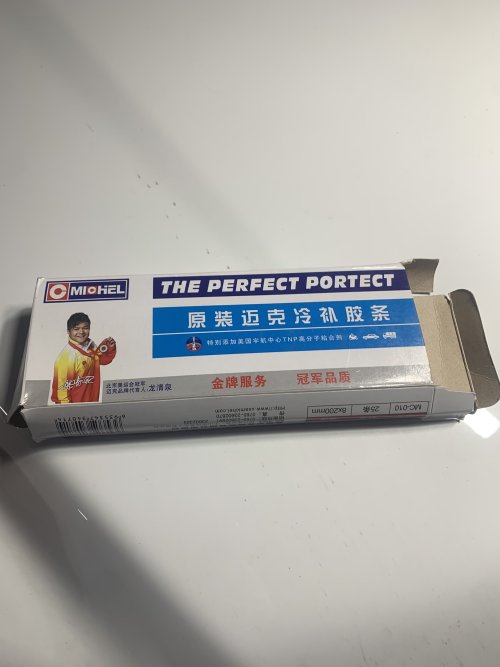 C MICHEL
THE PERFECT PORTECT
原装迈克冷补胶条
特别添加美国宇航中心TNP高分子粘合剂
北京奥运会冠军
迈克品牌代言人:龙清泉
金牌服务 冠军品质
MC-010 25条 8x200mm